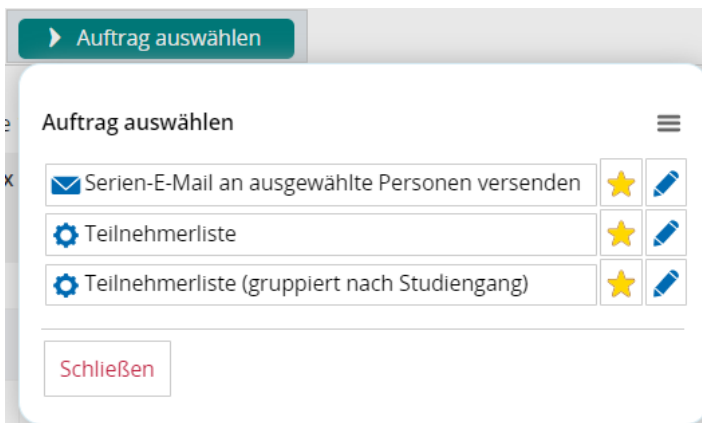 Auftrag auswählen
Auftrag auswählen
Serien-E-Mail an ausgewählte Personen versenden
Teilnehmerliste
Teilnehmerliste (gruppiert nach Studiengang)
Schließen